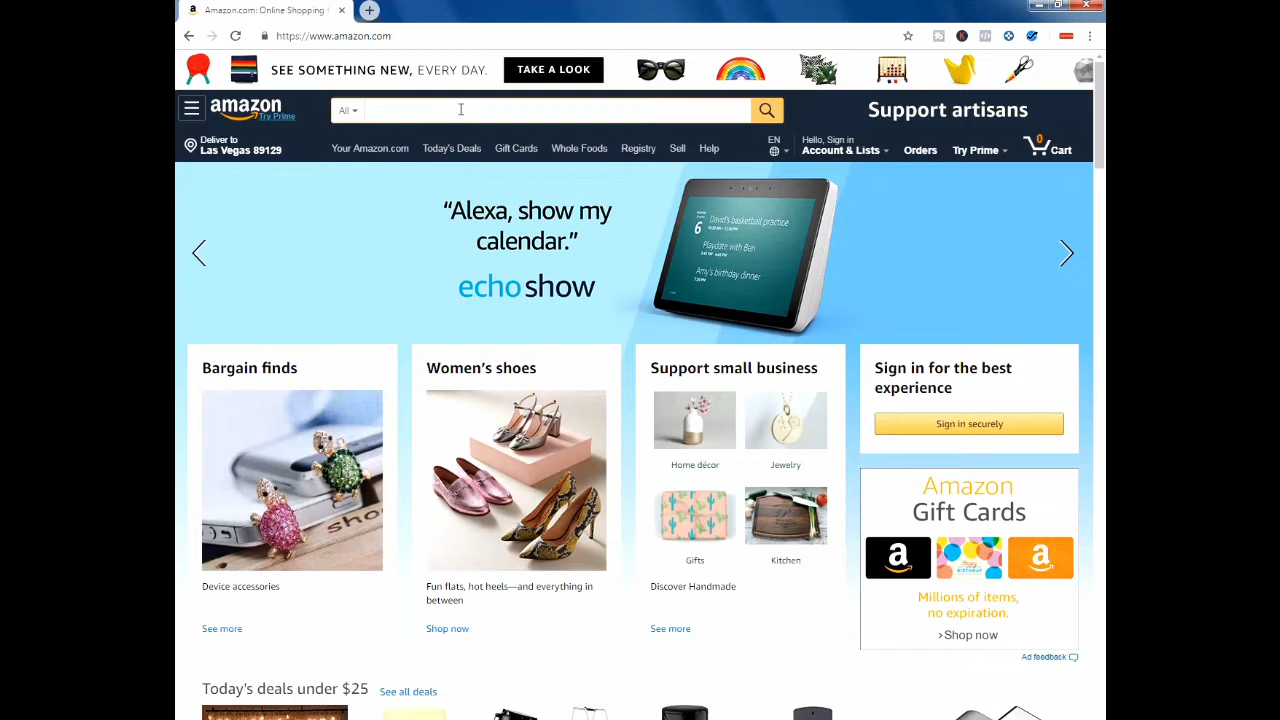 Amazon.com: Online Shopping
https://www.amazon.com
SEE SOMETHING NEW, EVERY DAY. TAKE A LOOK
amazon
Try Prime
All
Support artisans
Deliver to
Las Vegas 89129
Your Amazon.com Today's Deals Gift Cards Whole Foods Registry Sell Help
EN
Hello, Sign in
Account & Lists Orders Try Prime
0
Cart
“Alexa, show my
calendar.”
echo show
6
David's basketball practice
Playdate with Ben
Amy's birthday dinner
Bargain finds
Device accessories
See more
Women's shoes
Fun flats, hot heels—and everything in
between
Shop now
Support small business
Home décor
Jewelry
Gifts
Kitchen
Discover Handmade
See more
Sign in for the best
experience
Sign in securely
Amazon
Gift Cards
a
HAPPY
BIRTHDAY
a
Millions of items,
no expiration.
›Shop now
Ad feedback
Today's deals under $25 See all deals